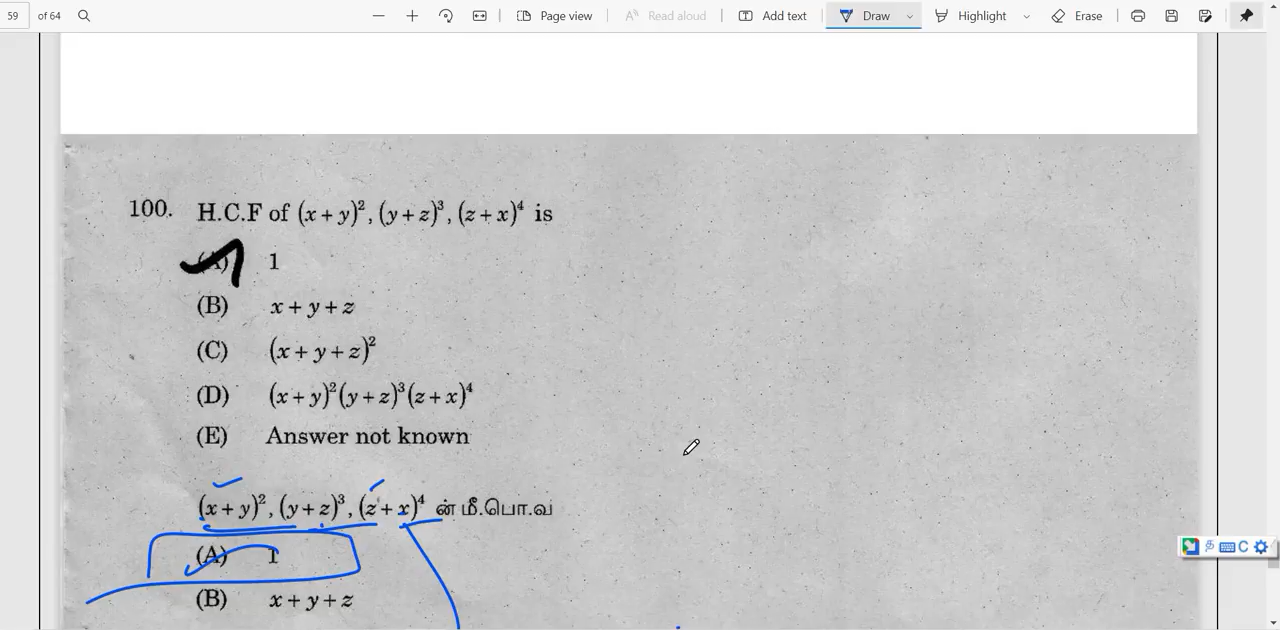 59 of 64 Page view Read aloud Add text Draw Highlight Erase
100. H.C.F of (x + y)², (y + z)³, (z + x)⁴ is
(A) 1
(B) x + y + z
(C) (x + y + z)²
(D) (x + y)²(y + z)³(z + x)⁴
(E) Answer not known
(x + y)², (y + z)³, (z + x)⁴ ன் மீ.பொ.வ
(A) 1
(B) x + y + z